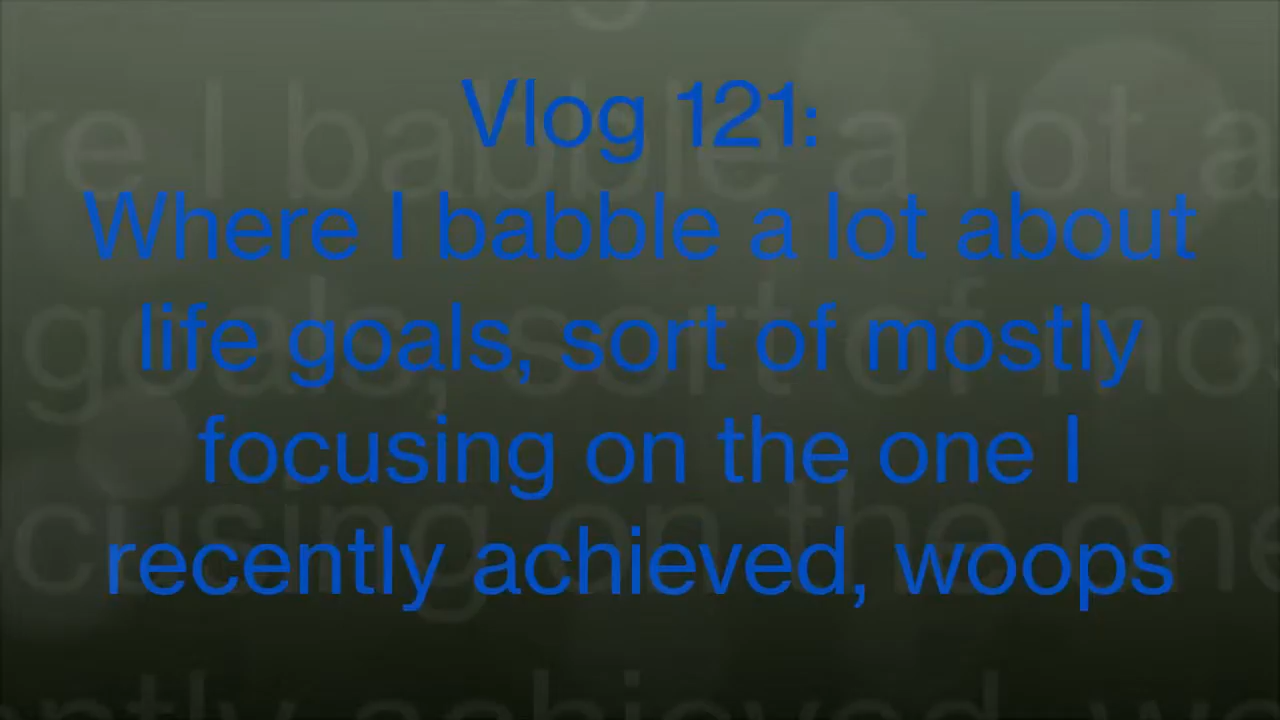 Vlog 121:
Where I babble a lot about
life goals, sort of mostly
focusing on the one I
recently achieved, woops